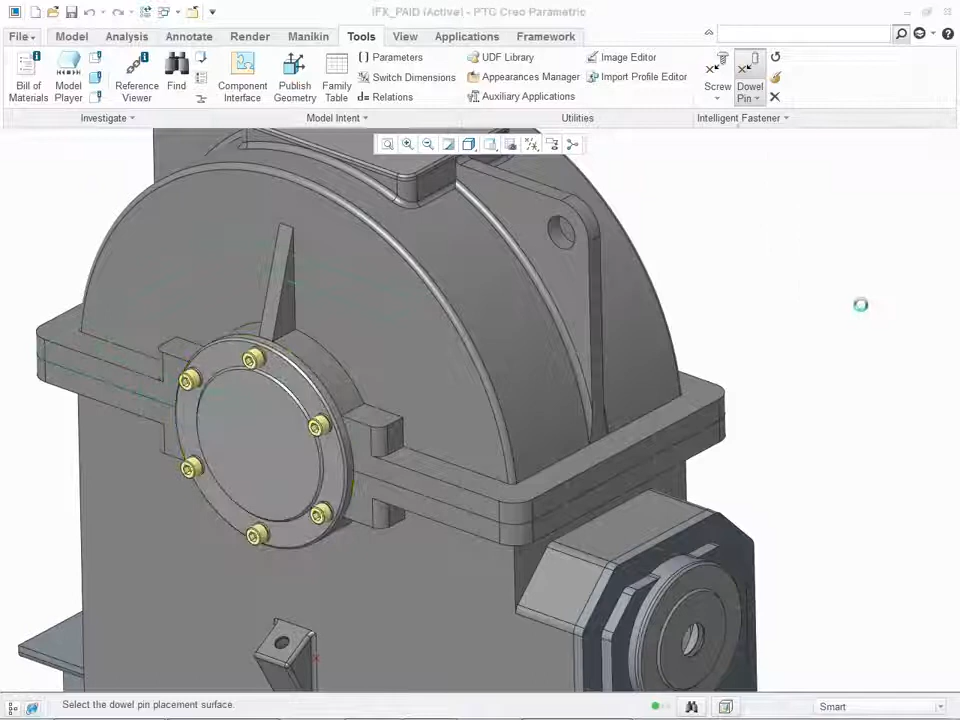 IFX_PAID (Active) - PTC Creo Parametric
File Model Analysis Annotate Render Manikin Tools View Applications Framework
Bill of Materials
Model Player
Reference Viewer
Find
Component Interface
Publish Geometry
Family Table
Parameters
Switch Dimensions
d= Relations
UDF Library
Appearances Manager
Auxiliary Applications
Image Editor
Import Profile Editor
Screw
Dowel Pin
Investigate Model Intent Utilities Intelligent Fastener
Select the dowel pin placement surface.
Smart